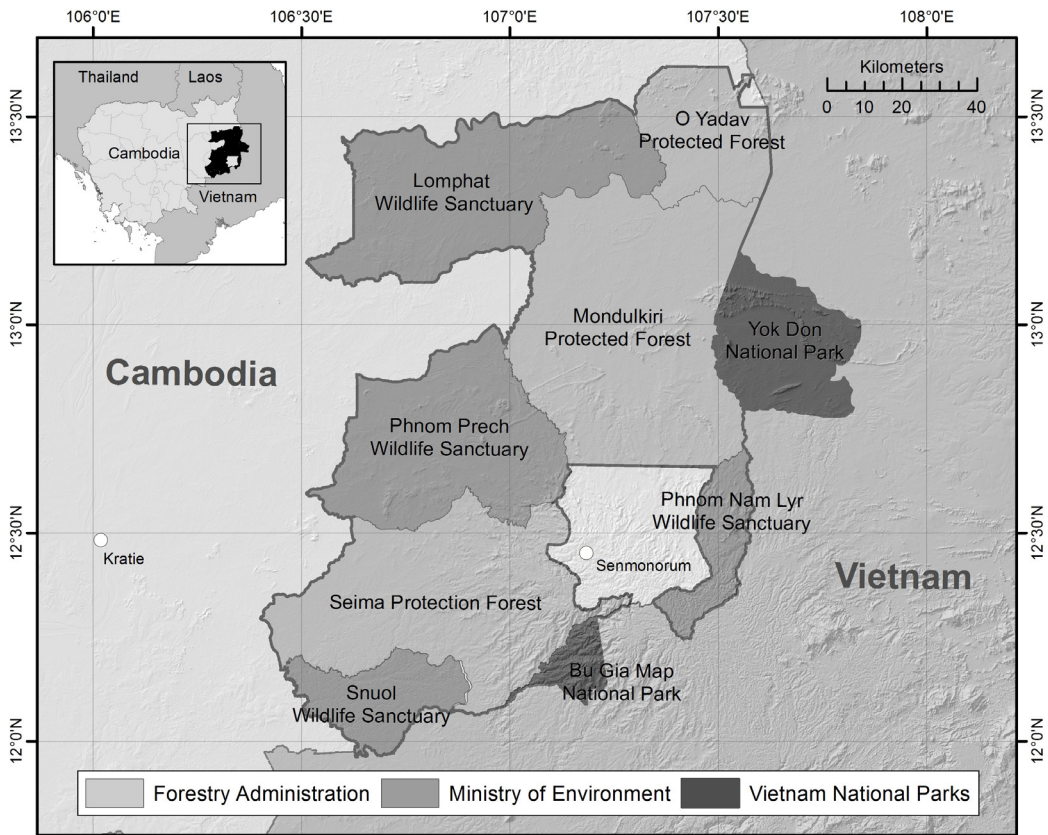 106°0'E
106°30'E
107°0'E
107°30'E
108°0'E
Thailand
Laos
Cambodia
Vietnam
Kilometers
0 10 20 30 40
13°30'N
13°30'N
O Yadav
Protected Forest
Lomphat
Wildlife Sanctuary
Mondulkiri
Protected Forest
Yok Don
National Park
13°0'N
13°0'N
Cambodia
Phnom Prech
Wildlife Sanctuary
Phnom Nam Lyr
Wildlife Sanctuary
12°30'N
12°30'N
Kratie
Senmonorum
Vietnam
Seima Protection Forest
Bu Gia Map
National Park
Snuol
Wildlife Sanctuary
12°0'N
12°0'N
Forestry Administration
Ministry of Environment
Vietnam National Parks